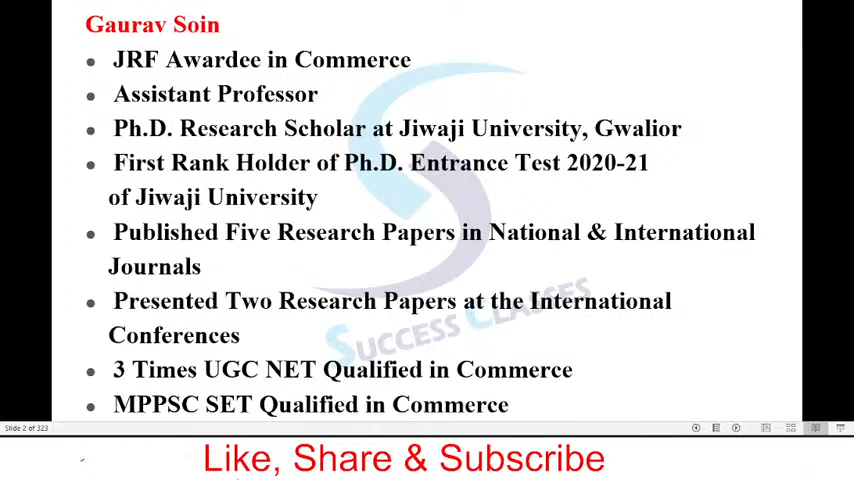 Gaurav Soin
• JRF Awardee in Commerce
• Assistant Professor
• Ph.D. Research Scholar at Jiwaji University, Gwalior
• First Rank Holder of Ph.D. Entrance Test 2020-21
of Jiwaji University
• Published Five Research Papers in National & International
Journals
• Presented Two Research Papers at the International
Conferences
SUCCESS CLASSES
• 3 Times UGC NET Qualified in Commerce
• MPPSC SET Qualified in Commerce
Slide 2 of 323
Like, Share & Subscribe